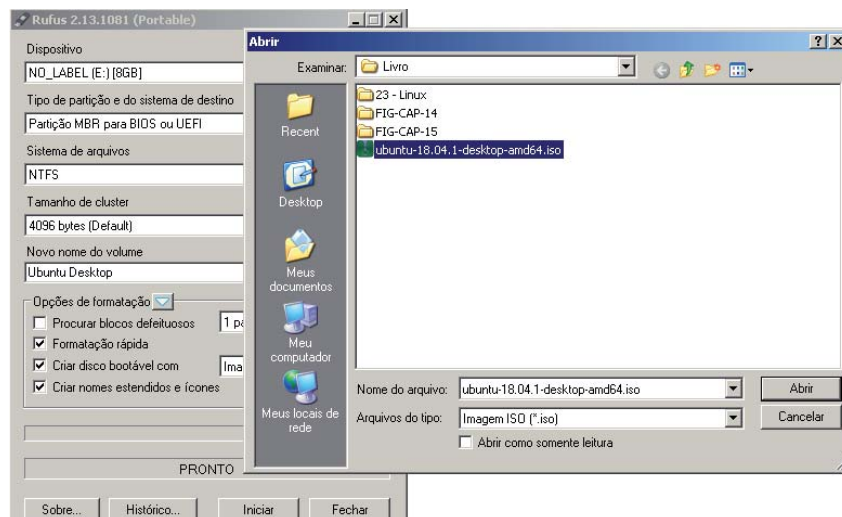 Rufus 2.13.1081 (Portable)
Dispositivo
NO_LABEL (E:) [8GB]
Tipo de partição e do sistema de destino
Partição MBR para BIOS ou UEFI
Sistema de arquivos
NTFS
Tamanho de cluster
4096 bytes (Default)
Novo nome do volume
Ubuntu Desktop
Opções de formatação
Procurar blocos defeituosos
Formatação rápida
Criar disco bootável com
Criar nomes estendidos e ícones
PRONTO
Sobre...
Histórico...
Iniciar
Fechar
Abrir
Examinar:
Livro
Recent
Desktop
Meus
documentos
Meu
computador
Meus locais de
rede
23 - Linux
FIG-CAP-14
FIG-CAP-15
ubuntu-18.04.1-desktop-amd64.iso
Nome do arquivo:
ubuntu-18.04.1-desktop-amd64.iso
Abrir
Arquivos do tipo:
Imagem ISO (*.iso)
Cancelar
Abrir como somente leitura